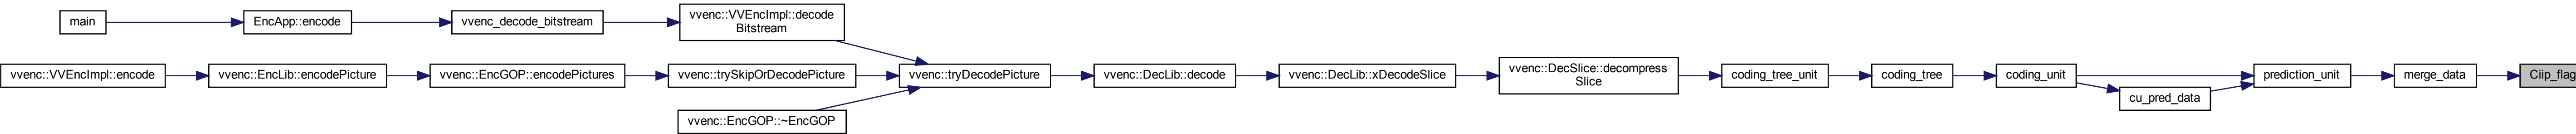 main
EncApp::encode
vvenc_decode_bitstream
vvenc::VVEncImpl::decode
Bitstream
vvenc::VVEncImpl::encode
vvenc::EncLib::encodePicture
vvenc::EncGOP::encodePictures
vvenc::trySkipOrDecodePicture
vvenc::tryDecodePicture
vvenc::DecLib::decode
vvenc::DecLib::xDecodeSlice
vvenc::DecSlice::decompress
Slice
coding_tree_unit
coding_tree
coding_unit
cu_pred_data
prediction_unit
merge_data
Ciip_flag
vvenc::EncGOP::~EncGOP